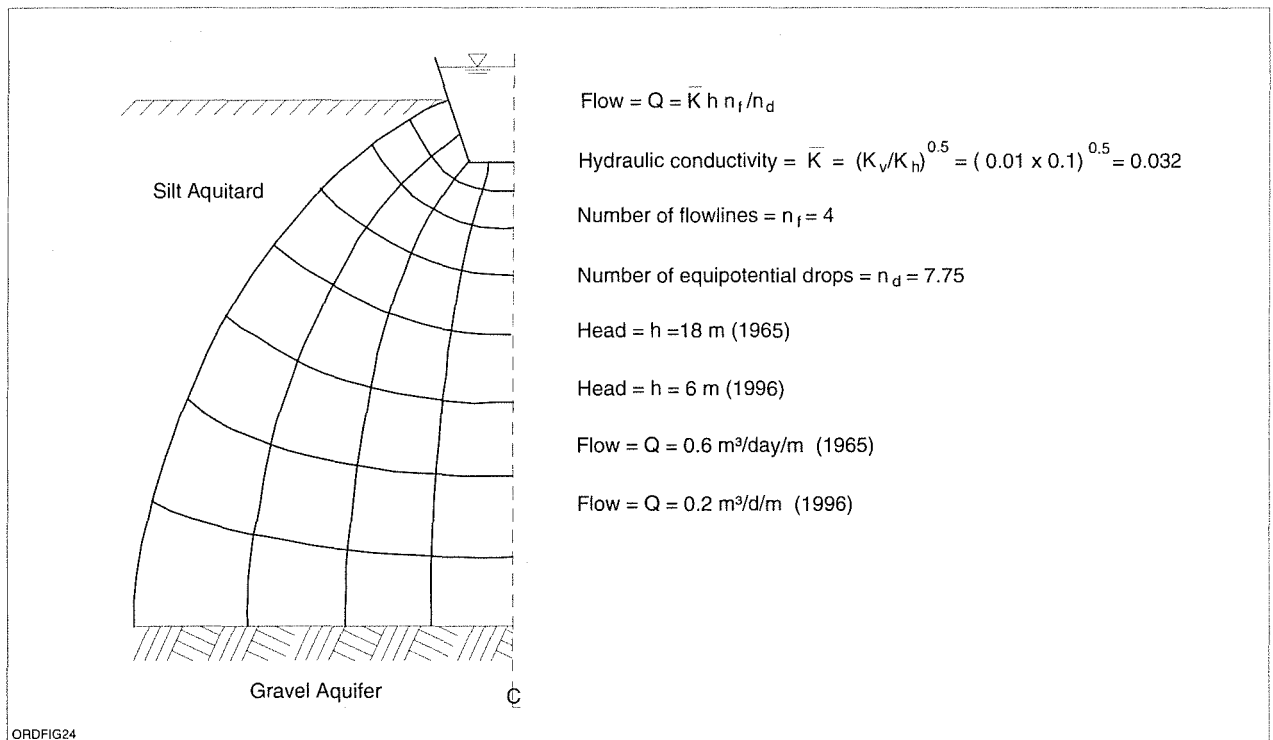 Flow = Q = K̅ h n_f/n_d
Hydraulic conductivity = K̅ = (K_v/K_h)^0.5 = ( 0.01 x 0.1)^0.5 = 0.032
Silt Aquitard
Number of flowlines = n_f = 4
Number of equipotential drops = n_d = 7.75
Head = h =18 m (1965)
Head = h = 6 m (1996)
Flow = Q = 0.6 m³/day/m (1965)
Flow = Q = 0.2 m³/d/m (1996)
Gravel Aquifer
C
ORDFIG24